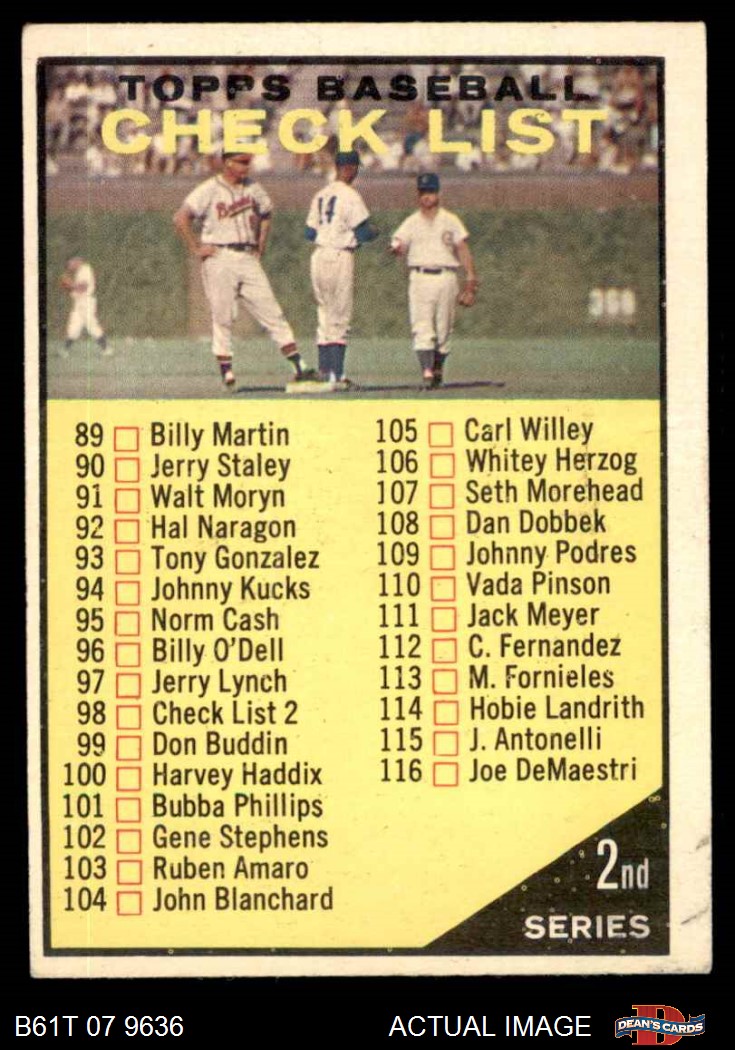 TOPPS BASEBALL
CHECK LIST
14
368
89 Billy Martin
90 Jerry Staley
91 Walt Moryn
92 Hal Naragon
93 Tony Gonzalez
94 Johnny Kucks
95 Norm Cash
96 Billy O'Dell
97 Jerry Lynch
98 Check List 2
99 Don Buddin
100 Harvey Haddix
101 Bubba Phillips
102 Gene Stephens
103 Ruben Amaro
104 John Blanchard
105 Carl Willey
106 Whitey Herzog
107 Seth Morehead
108 Dan Dobbek
109 Johnny Podres
110 Vada Pinson
111 Jack Meyer
112 C. Fernandez
113 M. Fornieles
114 Hobie Landrith
115 J. Antonelli
116 Joe DeMaestri
2nd
SERIES
B61T 07 9636
ACTUAL IMAGE
DEAN'S CARDS